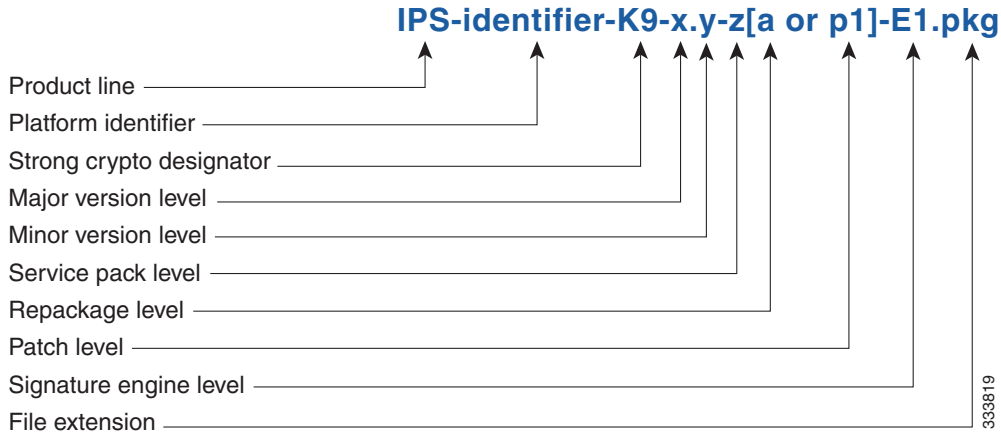 IPS-identifier-K9-x.y-z[a or p1]-E1.pkg
Product line
Platform identifier
Strong crypto designator
Major version level
Minor version level
Service pack level
Repackage level
Patch level
Signature engine level
File extension
333819